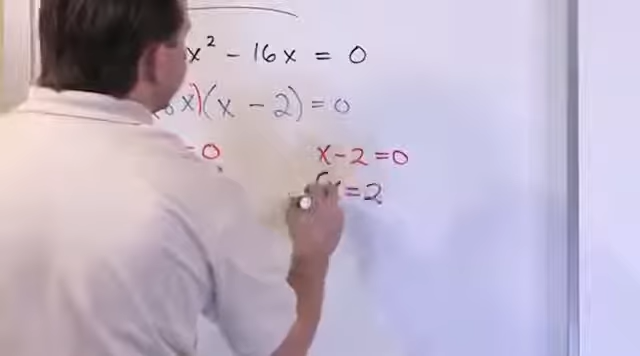 x² - 16x = 0
x)(x - 2) = 0
= 0
x - 2 = 0
x = 2